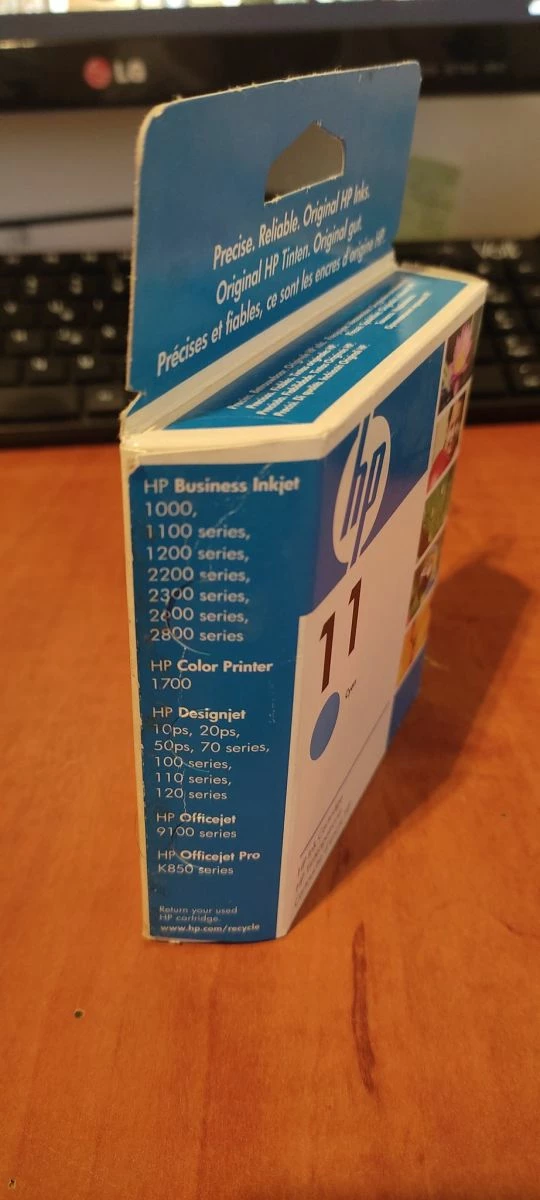 LG
Precise. Reliable. Original HP Inks.
Original HP Tinten. Original gut.
Précises et fiables, ce sont les encres d'origine HP.
hp
11
Cyan
HP Business Inkjet
1000,
1100 series,
1200 series,
2200 series,
2300 series,
2600 series,
2800 series
HP Color Printer
1700
HP Designjet
10ps, 20ps,
50ps, 70 series,
100 series,
110 series,
120 series
HP Officejet
9100 series
HP Officejet Pro
K850 series
Return your used
HP cartridge.
www.hp.com/recycle